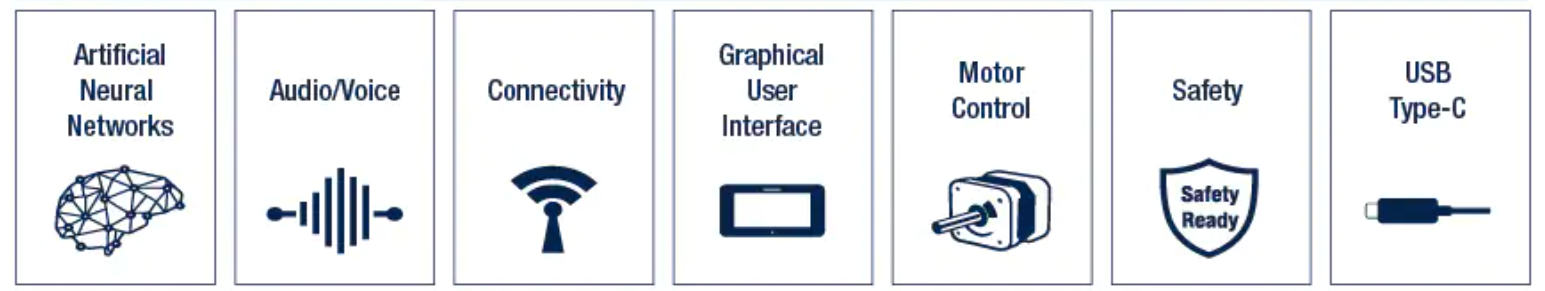 Artificial
Neural
Networks
Audio/Voice
Connectivity
Graphical
User
Interface
Motor
Control
Safety
Safety
Ready
USB
Type-C